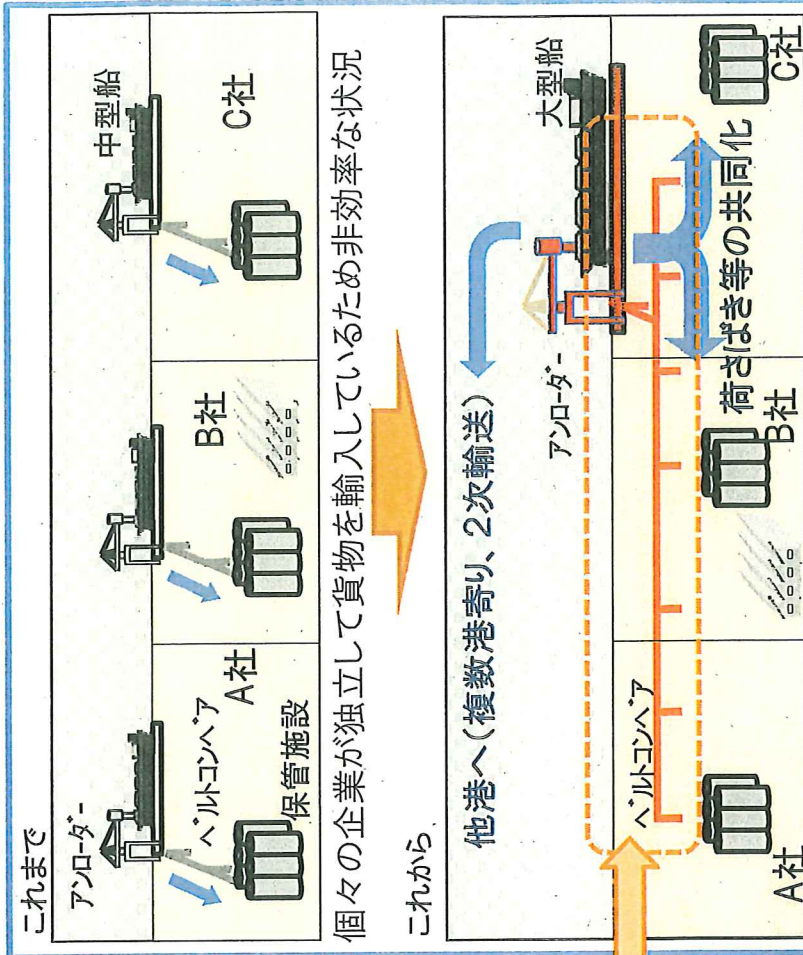 これまで
アンローダー
中型船
ベルトコンベア
保管施設
A社
B社
C社
個々の企業が独立して貨物を輸入しているため非効率な状況
これから
他港へ(複数港寄り、2次輸送)
アンローダー
大型船
ベルトコンベア
荷さばき等の共同化
A社
B社
C社